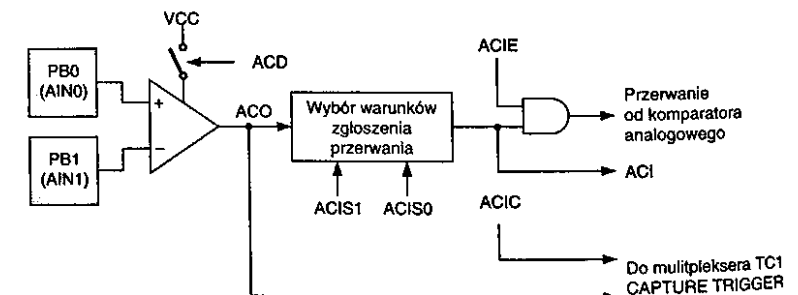 VCC
ACD
PB0
(AIN0)
+
ACO
Wybór warunków
zgłoszenia
przerwania
ACIE
Przerwanie
od komparatora
analogowego
PB1
(AIN1)
−
ACI
ACIS1 ACIS0
ACIC
Do mulitpleksera TC1
CAPTURE TRIGGER